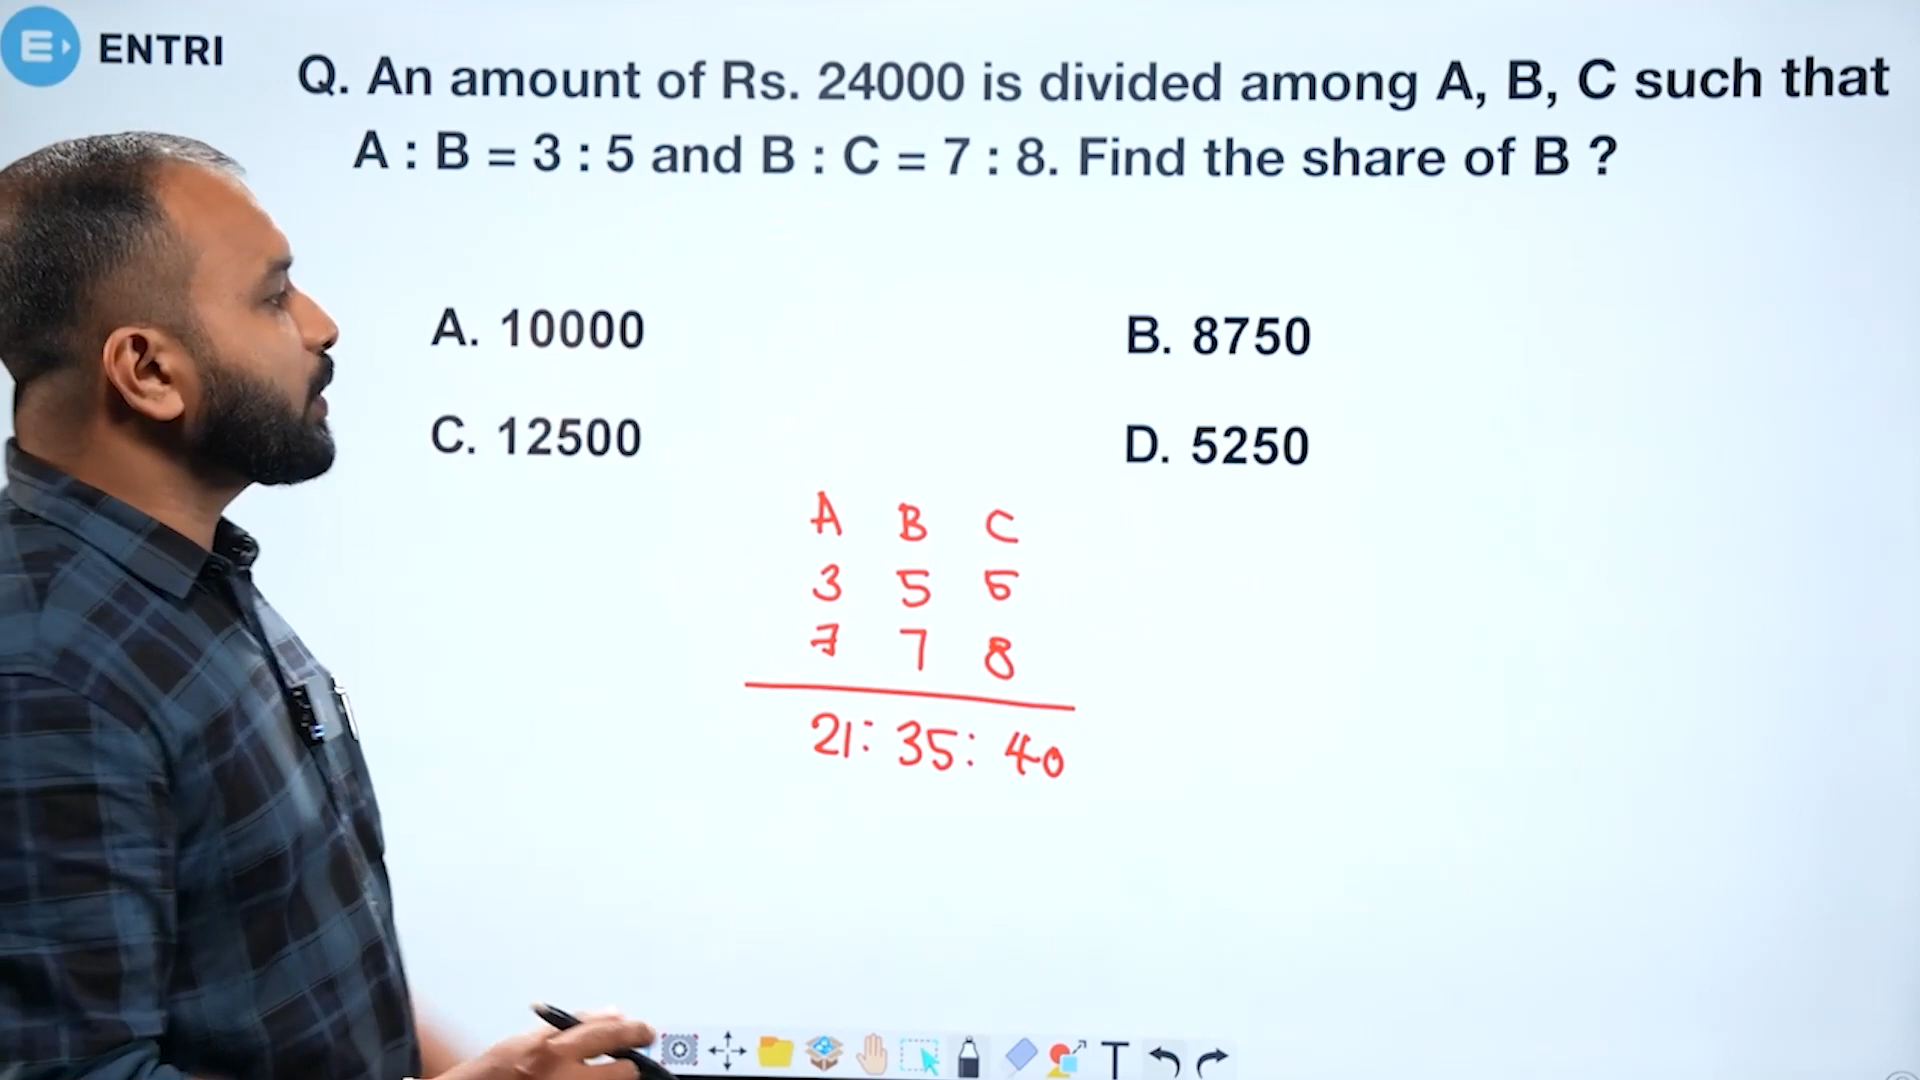 ENTRI
Q. An amount of Rs. 24000 is divided among A, B, C such that
A : B = 3 : 5 and B : C = 7 : 8. Find the share of B ?
A. 10000
B. 8750
C. 12500
D. 5250
A B C
3 5 5
7 7 8
21: 35: 40